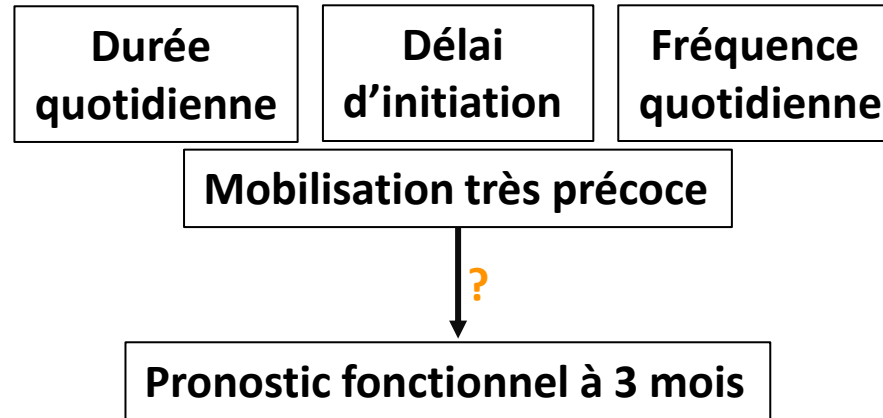 Durée
quotidienne
Délai
d’initiation
Fréquence
quotidienne
Mobilisation très précoce
?
Pronostic fonctionnel à 3 mois